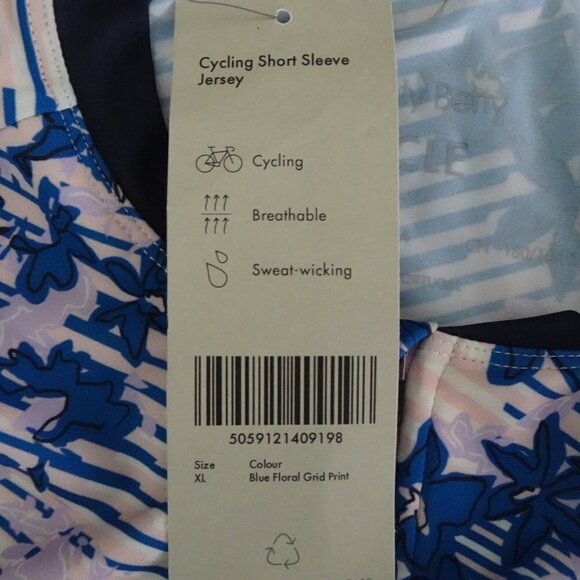 Cycling Short Sleeve
Jersey
Cycling
Breathable
Sweat-wicking
5059121409198
Size
XL
Colour
Blue Floral Grid Print